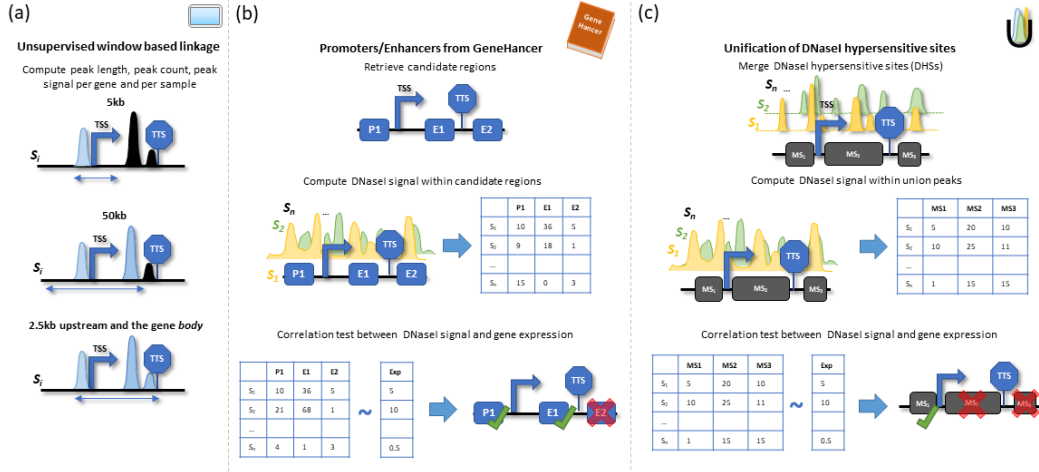 (a)
Unsupervised window based linkage
Compute peak length, peak count, peak
signal per gene and per sample
5kb
TSS
TTS
Si
50kb
TSS
TTS
Si
2.5kb upstream and the gene body
TSS
TTS
Si
(b)
Gene
Hancer
Promoters/Enhancers from GeneHancer
Retrieve candidate regions
TSS
TTS
P1 E1 E2
Compute DNaseI signal within candidate regions
Sn ...
S2
S1
TTS
P1 E1 E2
P1 E1 E2
S1 10 36 5
S2 9 18 1
...
Sn 15 0 3
Correlation test between DNaseI signal and gene expression
P1 E1 E2
S1 10 36 5
S2 21 68 1
...
Sn 4 1 3
~
Exp
5
10
0.5
TTS
P1 E1 E2
(c)
U
Unification of DNaseI hypersensitive sites
Merge DNaseI hypersensitive sites (DHSs)
Sn ...
S2
S1
TSS
TTS
MS1 MS2 MS3
Compute DNaseI signal within union peaks
Sn ...
S2
S1
TTS
MS1 MS2 MS3
MS1 MS2 MS3
S1 5 20 10
S2 10 25 11
...
Sn 1 15 15
Correlation test between DNaseI signal and gene expression
MS1 MS2 MS3
S1 5 20 10
S2 10 25 11
...
Sn 1 15 15
~
Exp
5
10
0.5
TTS
MS1 MS2 MS3